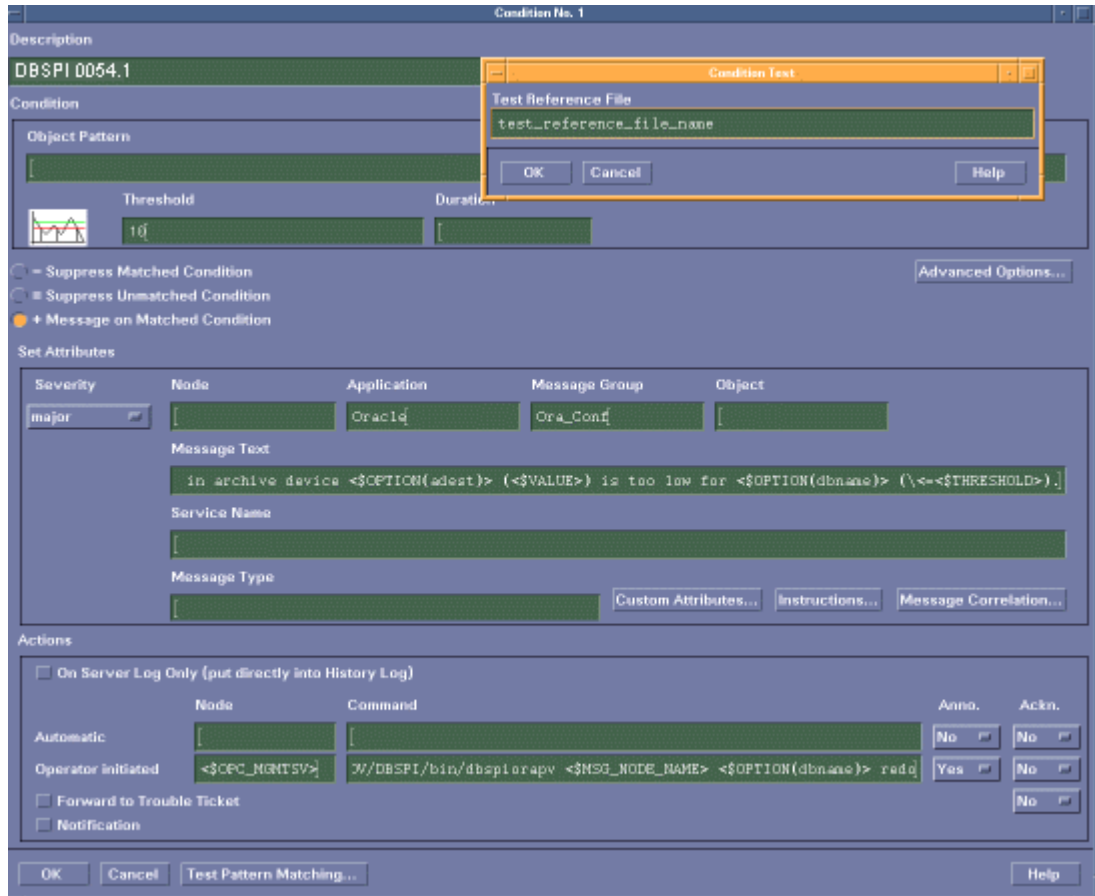 Condition No. 1
Description
DBSPI 0054.1
Condition Test
Test Reference File
test_reference_file_name
OK Cancel Help
Condition
Object Pattern
[
Threshold Duration
10[ [
= Suppress Matched Condition
Advanced Options...
= Suppress Unmatched Condition
+ Message on Matched Condition
Set Attributes
Severity Node Application Message Group Object
major [ Oracle Ora_Conf [
Message Text
in archive device <$OPTION(adest)> (<$VALUE>) is too low for <$OPTION(dbname)> (\<=<$THRESHOLD>).
Service Name
[
Message Type
[ Custom Attributes... Instructions... Message Correlation...
Actions
On Server Log Only (put directly into History Log)
Node Command Anno. Ackn.
Automatic [ [ No No
Operator initiated <$OPC_MGMTSV> OV/DBSPI/bin/dbspiorapv <$MSG_NODE_NAME> <$OPTION(dbname)> redo Yes No
Forward to Trouble Ticket No
Notification
OK Cancel Test Pattern Matching... Help